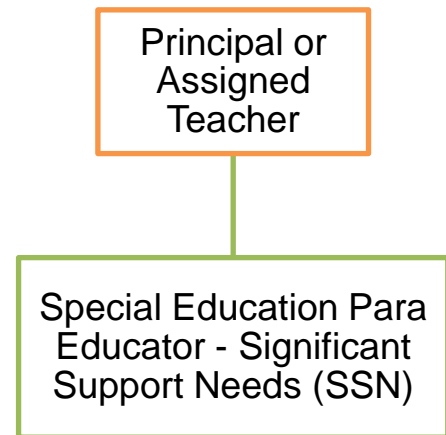 Principal or
Assigned
Teacher
Special Education Para
Educator - Significant
Support Needs (SSN)